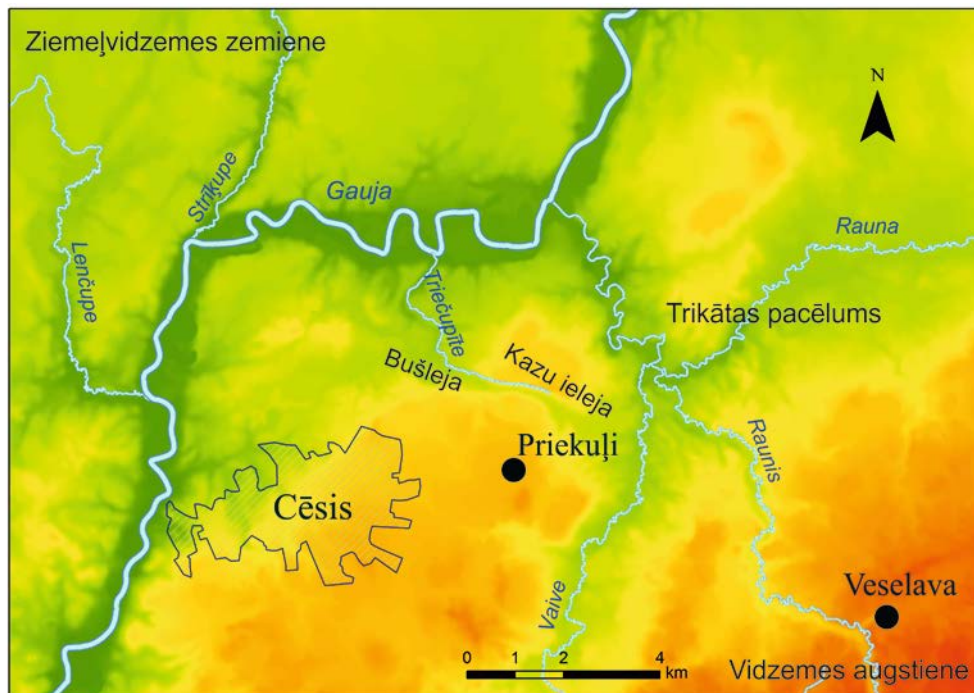 Ziemeļvidzemes zemiene
N
Strīķupe
Gauja
Rauna
Lenčupe
Triečupīte
Trikātas pacēlums
Bušleja
Kazu ieleja
Priekuļi
Raunis
Cēsis
Veselava
Vaive
0 1 2 4
km
Vidzemes augstiene